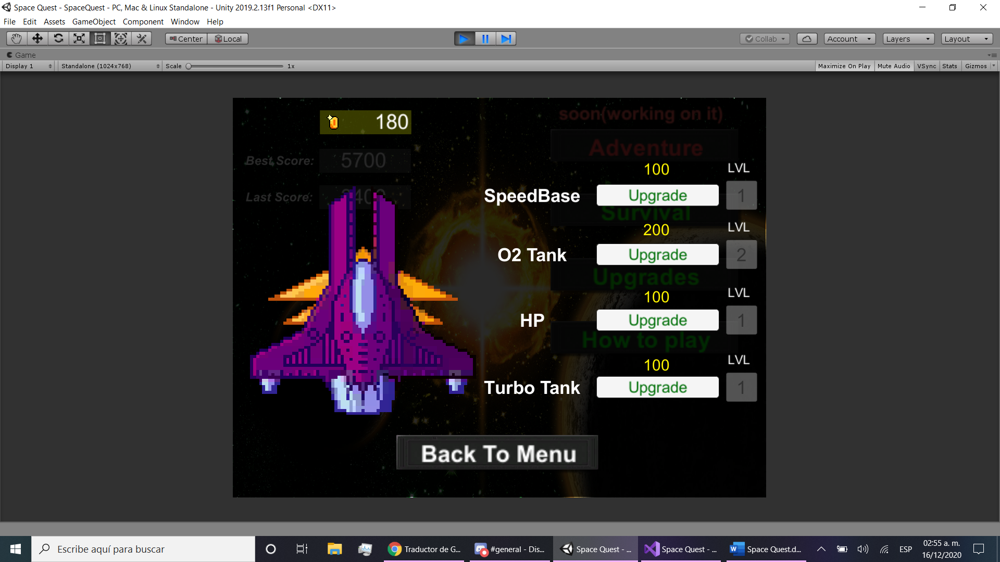 Space Quest - SpaceQuest - PC, Mac & Linux Standalone - Unity 2019.2.13f1 Personal <DX11>
File Edit Assets GameObject Component Window Help
Center Local Collab Account Layers Layout
Game
Display 1 Standalone (1024x768) Scale 1x Maximize On Play Mute Audio VSync Stats Gizmos
180
soon(working on it)
Adventure
Best Score: 5700
Last Score:
100 LVL
SpeedBase Upgrade 1
Survival
200 LVL
O2 Tank Upgrade 2
Upgrades
100 LVL
HP Upgrade 1
How to play
100 LVL
Turbo Tank Upgrade 1
Back To Menu
Escribe aquí para buscar
Traductor de G...
#general - Dis...
Space Quest - ...
Space Quest - ...
Space Quest.d...
ESP
02:55 a. m.
16/12/2020